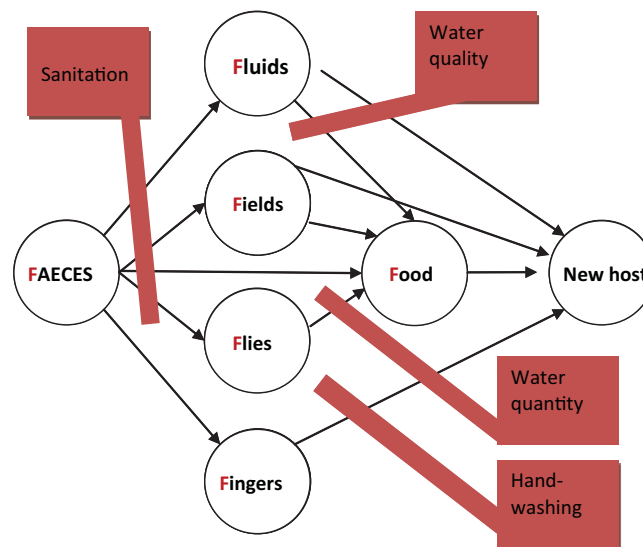 Water
quality
Fluids
Sanitation
Fields
FAECES
Food
New host
Flies
Water
quantity
Fingers
Hand-
washing